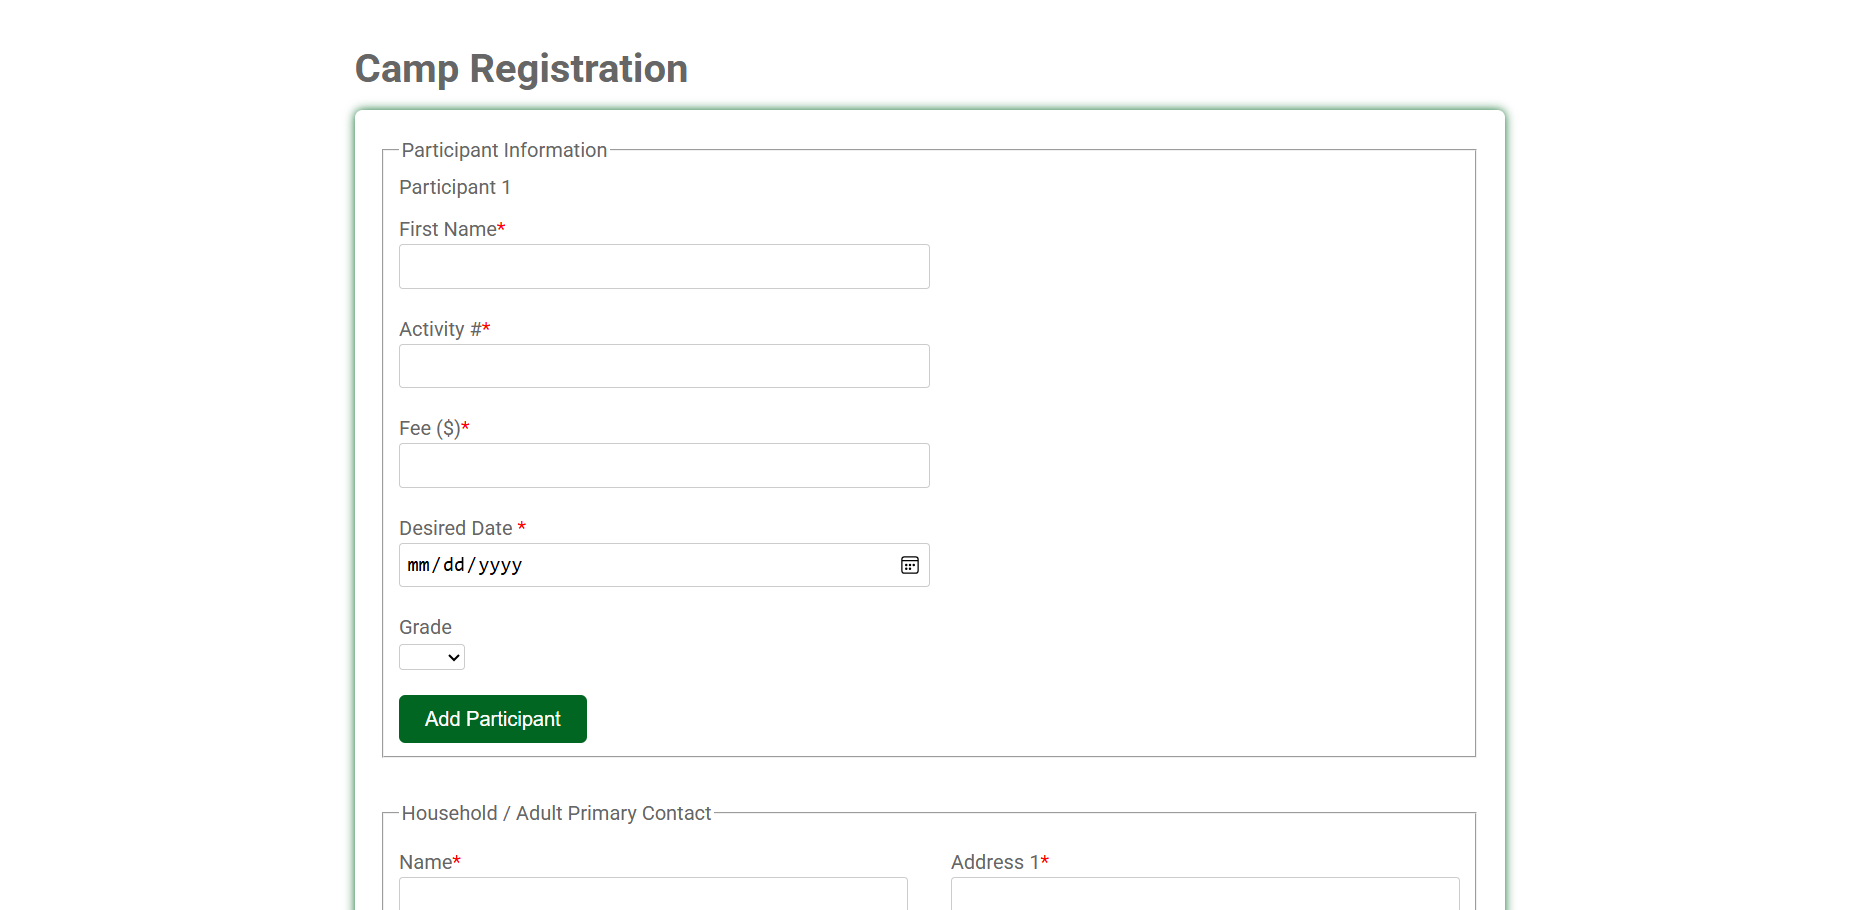 Camp Registration
Participant Information
Participant 1
First Name*
Activity #*
Fee ($)*
Desired Date *
mm/dd/yyyy
Grade
Add Participant
Household / Adult Primary Contact
Name* Address 1*